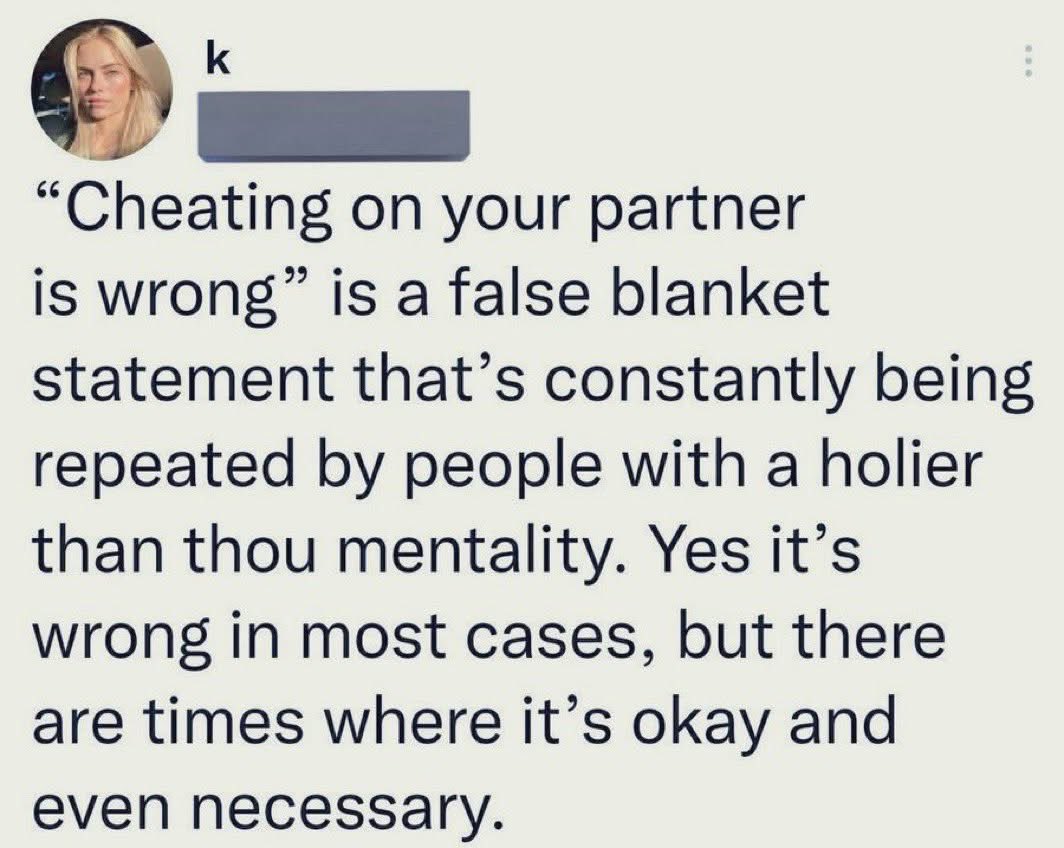 k
“Cheating on your partner
is wrong” is a false blanket
statement that’s constantly being
repeated by people with a holier
than thou mentality. Yes it’s
wrong in most cases, but there
are times where it’s okay and
even necessary.